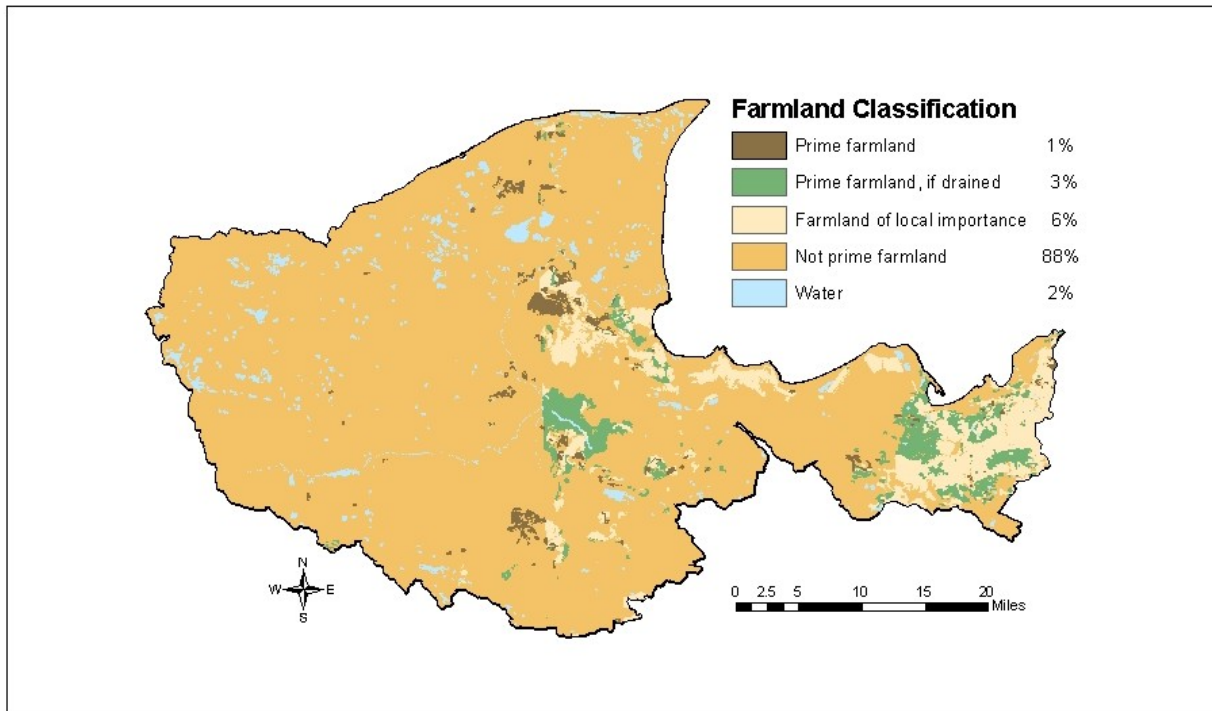 Farmland Classification
Prime farmland 1%
Prime farmland, if drained 3%
Farmland of local importance 6%
Not prime farmland 88%
Water 2%
N
W E
S
0 2.5 5 10 15 20
Miles